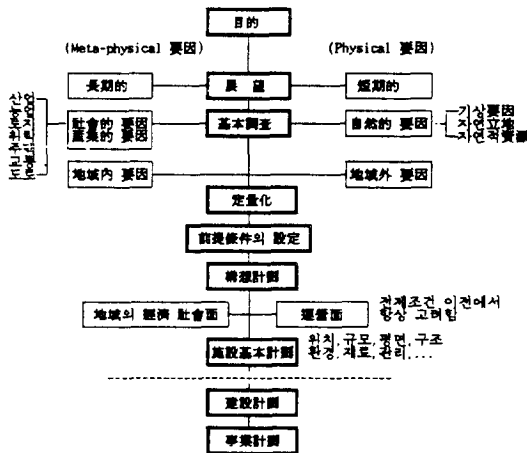 目的
(Meta-physical 要因)
(Physical 要因)
長期的
展望
短期的
社會的 要因
産業的 要因
基本調査
自然的 要因
기상要因
자연立地
자연적資源
地域內 要因
地域外 要因
定量化
前提條件의 設定
構想計劃
地域의 經濟 社會面
運營面
전제조건 이전에서
항상 고려함
施設基本計劃
위치, 규모, 평면, 구조
환경, 재료, 관리, ...
建設計劃
事業計劃